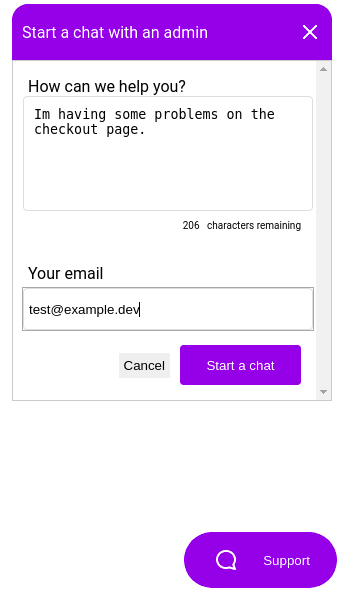 Start a chat with an admin
How can we help you?
Im having some problems on the
checkout page.
206 characters remaining
Your email
test@example.dev
Cancel
Start a chat
Support